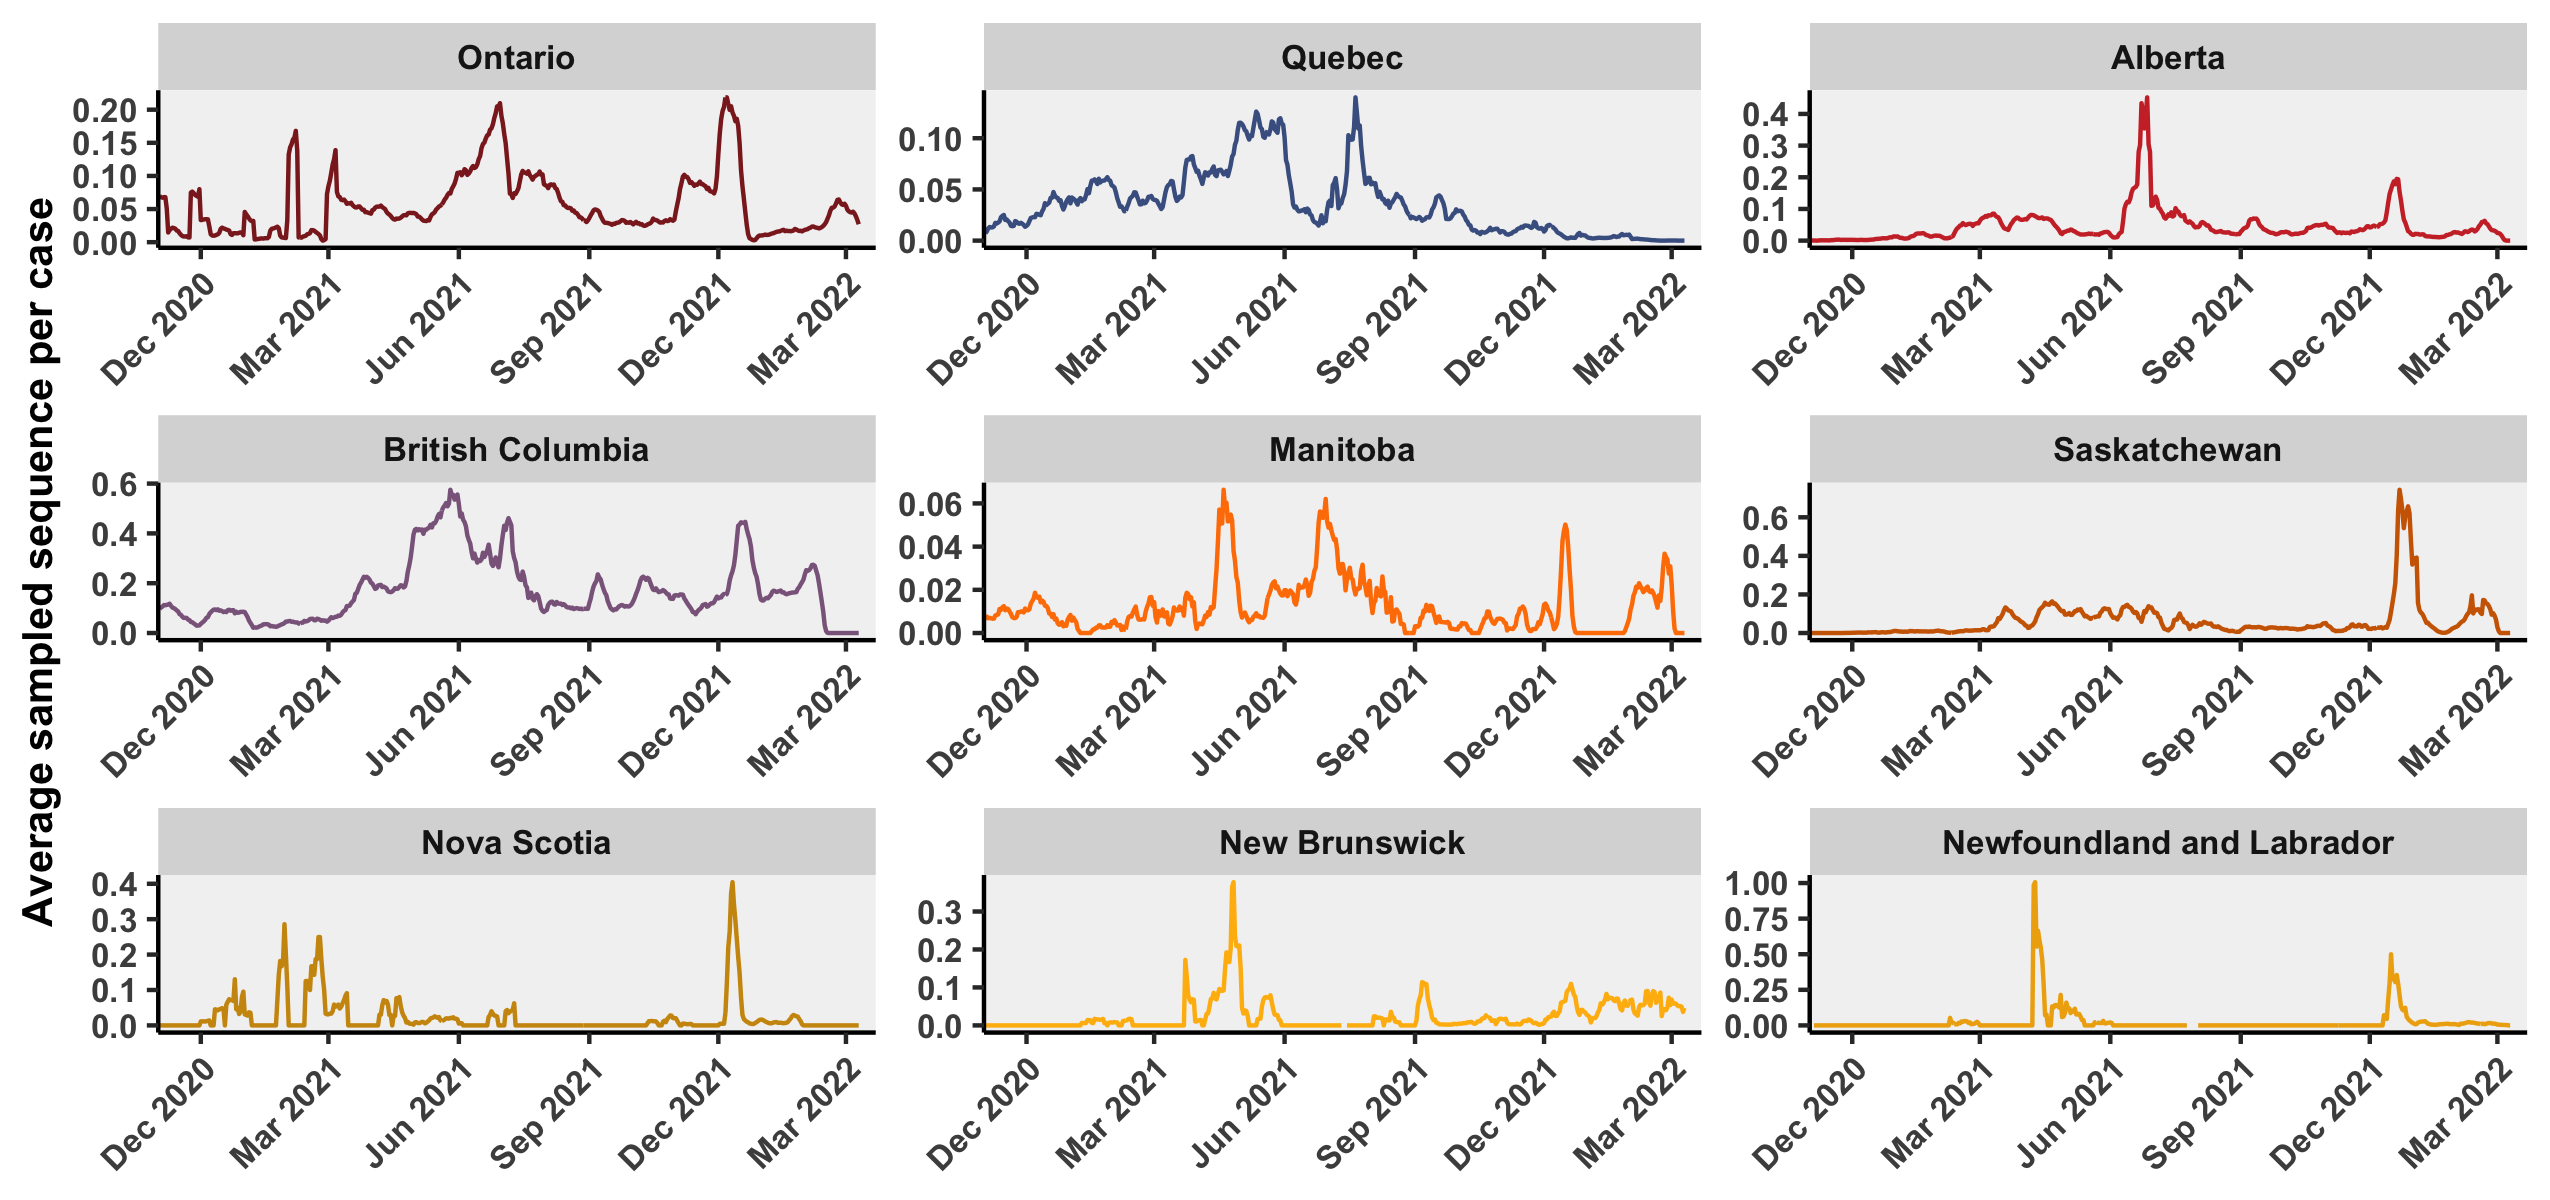 Average sampled sequence per case
Ontario
0.20
0.15
0.10
0.05
0.00
Dec 2020
Mar 2021
Jun 2021
Sep 2021
Dec 2021
Mar 2022
Quebec
0.10
0.05
0.00
Dec 2020
Mar 2021
Jun 2021
Sep 2021
Dec 2021
Mar 2022
Alberta
0.4
0.3
0.2
0.1
0.0
Dec 2020
Mar 2021
Jun 2021
Sep 2021
Dec 2021
Mar 2022
British Columbia
0.6
0.4
0.2
0.0
Dec 2020
Mar 2021
Jun 2021
Sep 2021
Dec 2021
Mar 2022
Manitoba
0.06
0.04
0.02
0.00
Dec 2020
Mar 2021
Jun 2021
Sep 2021
Dec 2021
Mar 2022
Saskatchewan
0.6
0.4
0.2
0.0
Dec 2020
Mar 2021
Jun 2021
Sep 2021
Dec 2021
Mar 2022
Nova Scotia
0.4
0.3
0.2
0.1
0.0
Dec 2020
Mar 2021
Jun 2021
Sep 2021
Dec 2021
Mar 2022
New Brunswick
0.3
0.2
0.1
0.0
Dec 2020
Mar 2021
Jun 2021
Sep 2021
Dec 2021
Mar 2022
Newfoundland and Labrador
1.00
0.75
0.50
0.25
0.00
Dec 2020
Mar 2021
Jun 2021
Sep 2021
Dec 2021
Mar 2022